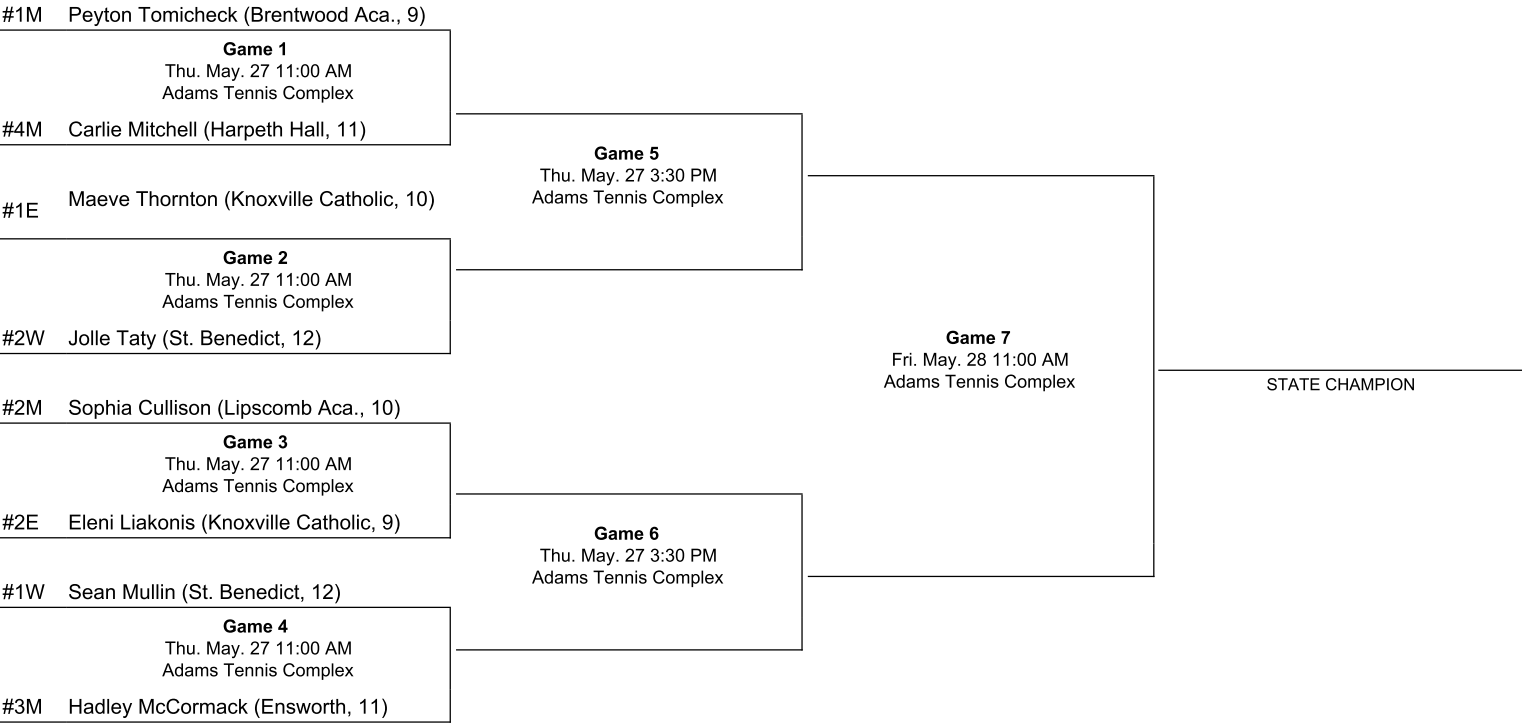 #1M Peyton Tomicheck (Brentwood Aca., 9)
Game 1
Thu. May. 27 11:00 AM
Adams Tennis Complex
#4M Carlie Mitchell (Harpeth Hall, 11)
#1E Maeve Thornton (Knoxville Catholic, 10)
Game 2
Thu. May. 27 11:00 AM
Adams Tennis Complex
#2W Jolle Taty (St. Benedict, 12)
#2M Sophia Cullison (Lipscomb Aca., 10)
Game 3
Thu. May. 27 11:00 AM
Adams Tennis Complex
#2E Eleni Liakonis (Knoxville Catholic, 9)
#1W Sean Mullin (St. Benedict, 12)
Game 4
Thu. May. 27 11:00 AM
Adams Tennis Complex
#3M Hadley McCormack (Ensworth, 11)
Game 5
Thu. May. 27 3:30 PM
Adams Tennis Complex
Game 6
Thu. May. 27 3:30 PM
Adams Tennis Complex
Game 7
Fri. May. 28 11:00 AM
Adams Tennis Complex
STATE CHAMPION